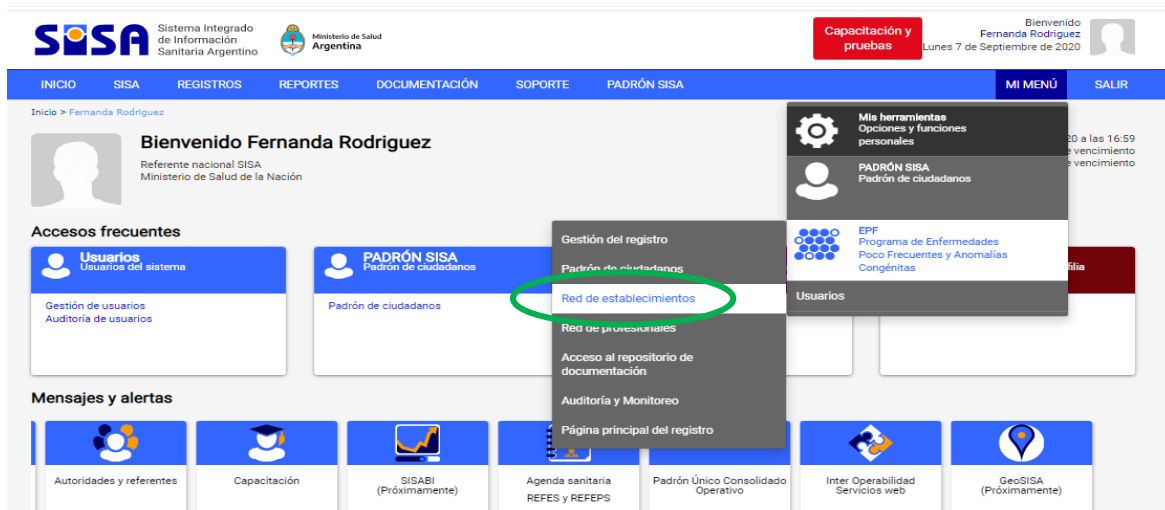 SISA
Sistema Integrado
de Información
Sanitaria Argentino
Ministerio de Salud
Argentina
Capacitación y
pruebas
Bienvenido
Fernanda Rodriguez
Lunes 7 de Septiembre de 2020
INICIO SISA REGISTROS REPORTES DOCUMENTACIÓN SOPORTE PADRÓN SISA MI MENÚ SALIR
Inicio > Fernanda Rodriguez
Bienvenido Fernanda Rodriguez
Referente nacional SISA
Ministerio de Salud de la Nación
20 a las 16:59
vencimiento
vencimiento
Mis herramientas
Opciones y funciones
personales
PADRÓN SISA
Padrón de ciudadanos
EPF
Programa de Enfermedades
Poco Frecuentes y Anomalías
Congénitas
Usuarios
Gestión del registro
Padrón de ciudadanos
Red de establecimientos
Red de profesionales
Acceso al repositorio de
documentación
Auditoría y Monitoreo
Página principal del registro
Accesos frecuentes
Usuarios
Usuarios del sistema
Gestión de usuarios
Auditoría de usuarios
PADRÓN SISA
Padrón de ciudadanos
Padrón de ciudadanos
filia
Mensajes y alertas
Autoridades y referentes
Capacitación
SISABI
(Próximamente)
Agenda sanitaria
REFES y REFEPS
Padrón Único Consolidado
Operativo
Inter Operabilidad
Servicios web
GeoSISA
(Próximamente)